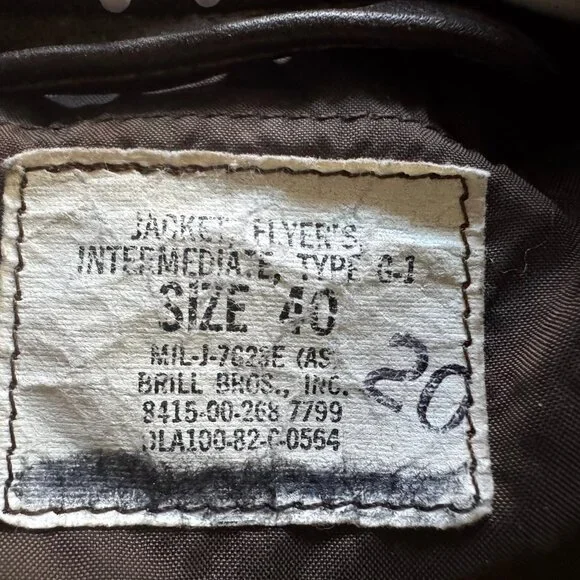 JACKET, FLYER'S,
INTERMEDIATE, TYPE G-1
SIZE 40
MIL-J-7823E (AS)
BRILL BROS., INC.
8415-00-268 7799
DLA100-82-C-0564
20